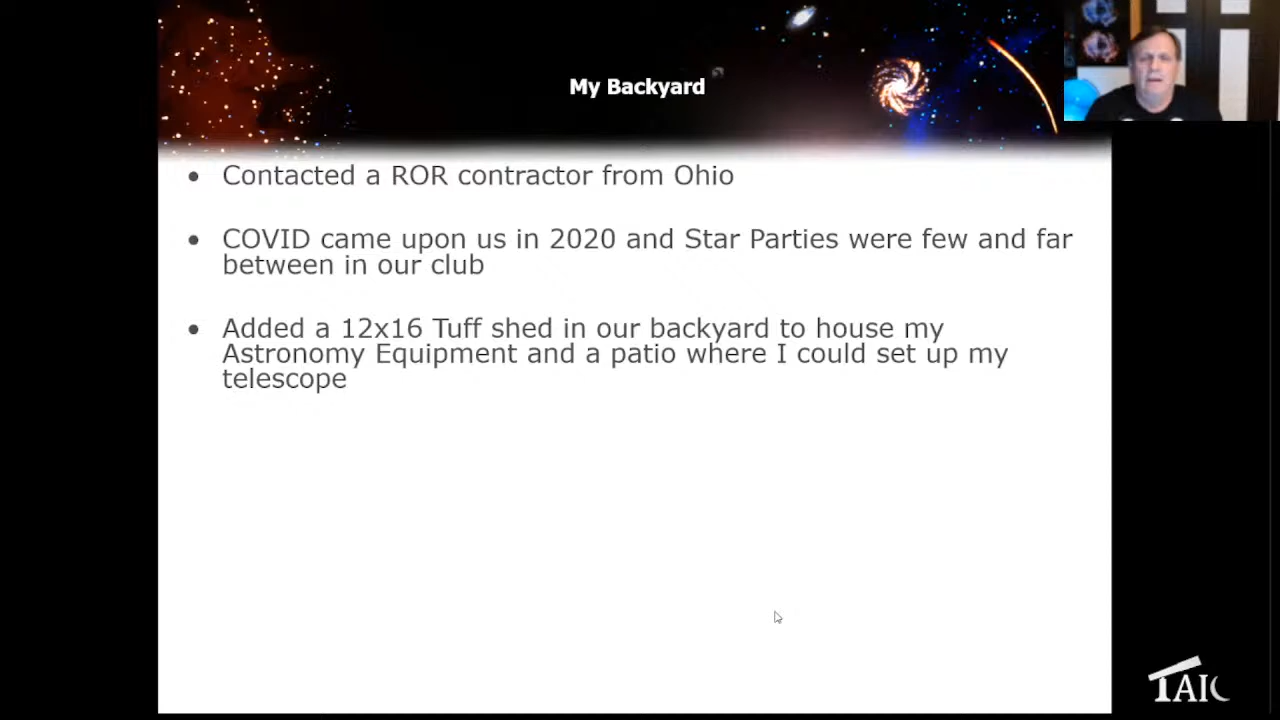 My Backyard
• Contacted a ROR contractor from Ohio
• COVID came upon us in 2020 and Star Parties were few and far
between in our club
• Added a 12x16 Tuff shed in our backyard to house my
Astronomy Equipment and a patio where I could set up my
telescope
TAIC